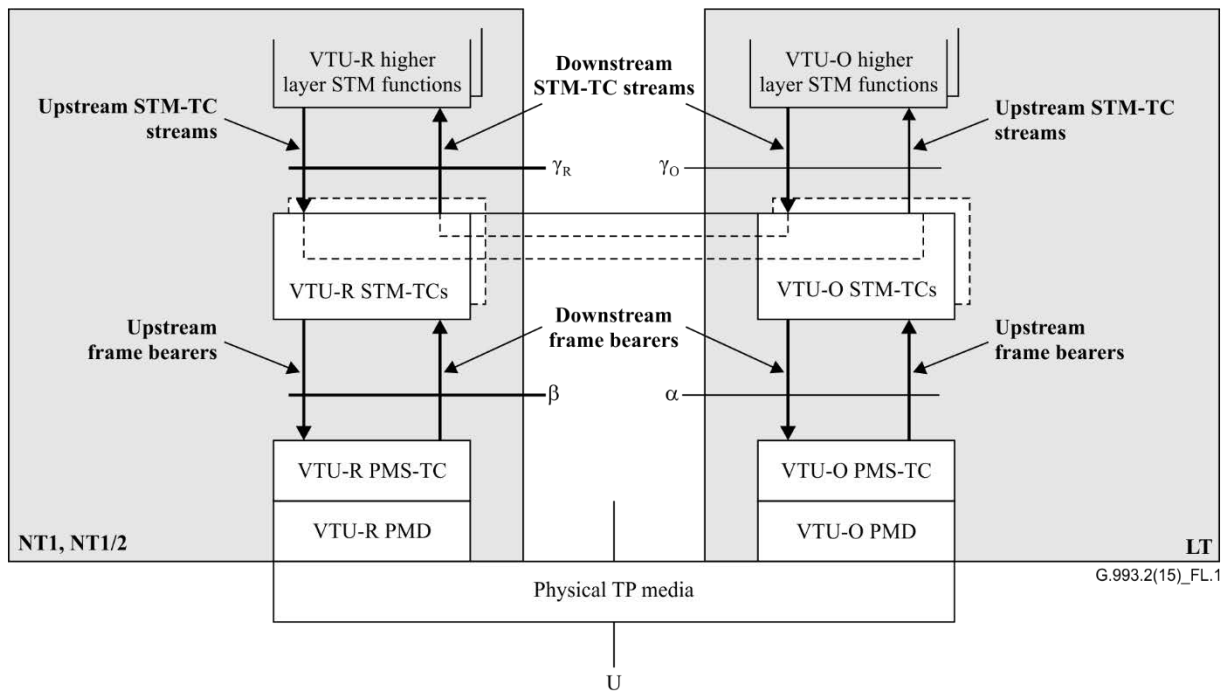 VTU-R higher
layer STM functions
Downstream
STM-TC streams
VTU-O higher
layer STM functions
Upstream STM-TC
streams
Upstream STM-TC
streams
γR
γO
VTU-R STM-TCs
VTU-O STM-TCs
Upstream
frame bearers
Downstream
frame bearers
Upstream
frame bearers
β
α
VTU-R PMS-TC
VTU-O PMS-TC
VTU-R PMD
VTU-O PMD
NT1, NT1/2
LT
G.993.2(15)_FL.1
Physical TP media
U